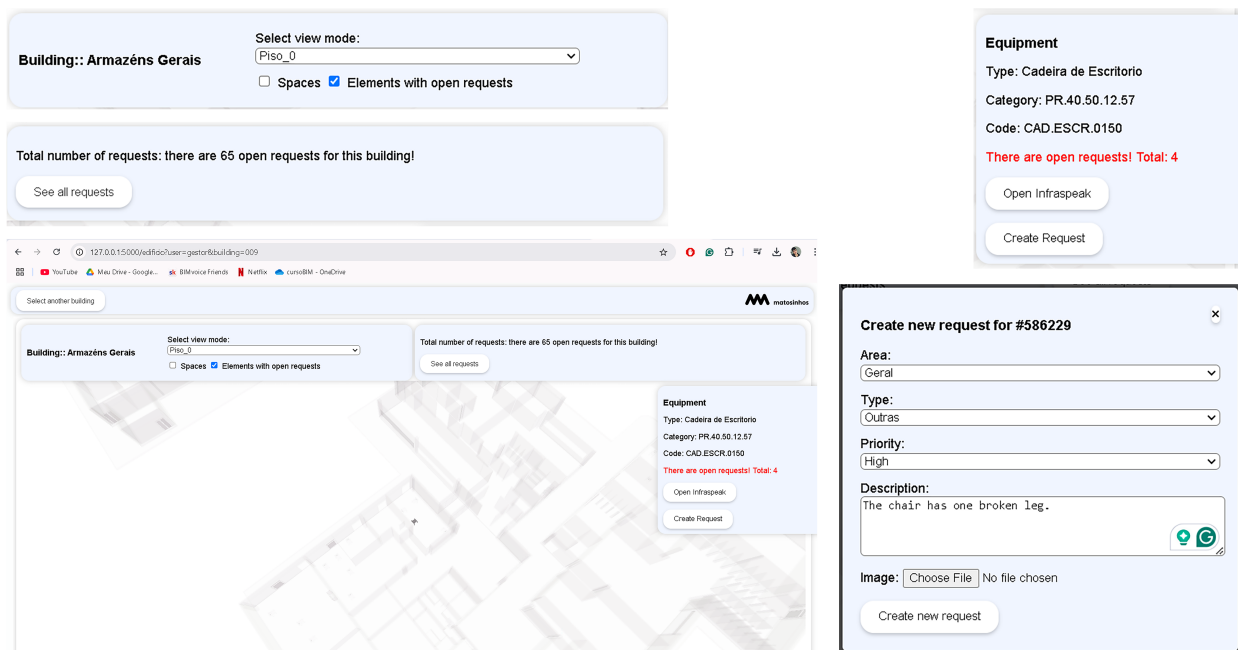 Building:: Armazéns Gerais
Select view mode:
Piso_0
Spaces
Elements with open requests
Total number of requests: there are 65 open requests for this building!
See all requests
Equipment
Type: Cadeira de Escritorio
Category: PR.40.50.12.57
Code: CAD.ESCR.0150
There are open requests! Total: 4
Open Infraspeak
Create Request
127.0.0.1:5000/edificio?user=gestor&building=009
YouTube
Meu Drive - Google...
BIMvoice Friends
Netflix
cursoBIM - OneDrive
Select another building
matosinhos
Building:: Armazéns Gerais
Select view mode:
Piso_0
Spaces
Elements with open requests
Total number of requests: there are 65 open requests for this building!
See all requests
Equipment
Type: Cadeira de Escritorio
Category: PR.40.50.12.57
Code: CAD.ESCR.0150
There are open requests! Total: 4
Open Infraspeak
Create Request
Create new request for #586229
×
Area:
Geral
Type:
Outras
Priority:
High
Description:
The chair has one broken leg.
Image: Choose File No file chosen
Create new request